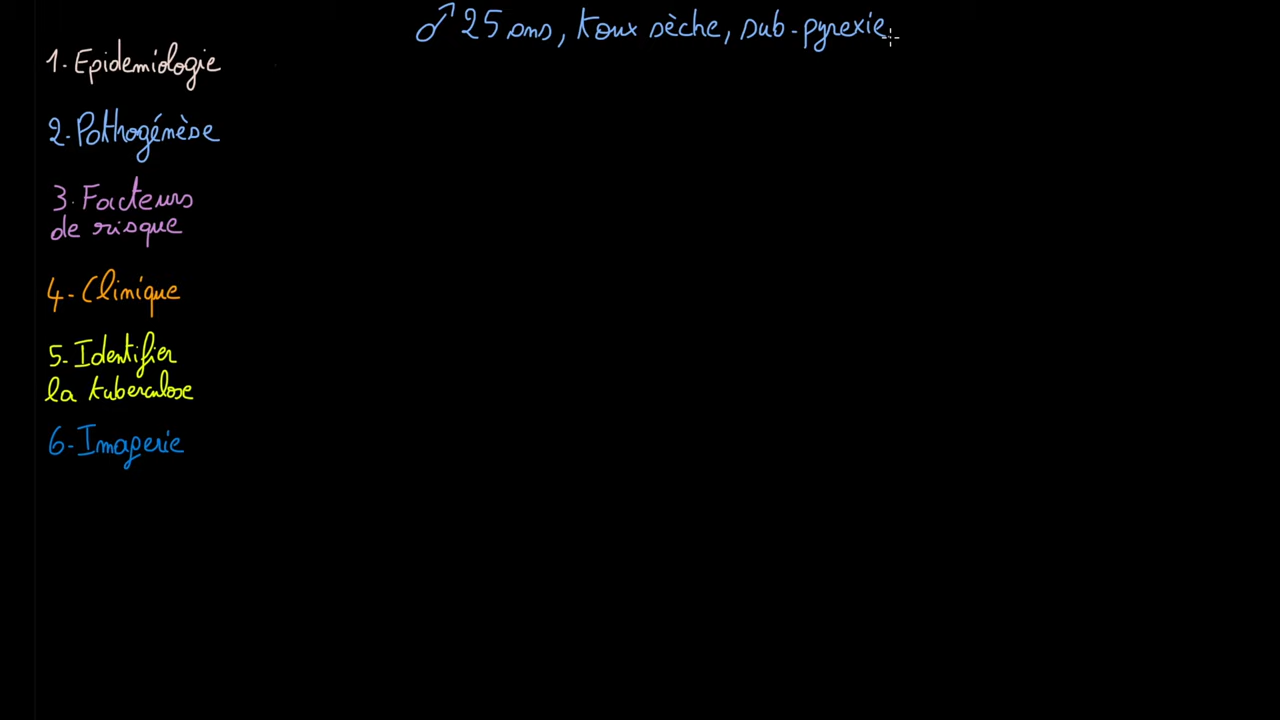 ♂ 25 ans, toux sèche, sub-pyrexie
1. Epidemiologie
2. Pathogénèse
3. Facteurs
de risque
4- Clinique
5. Identifier
la tuberculose
6- Imagerie